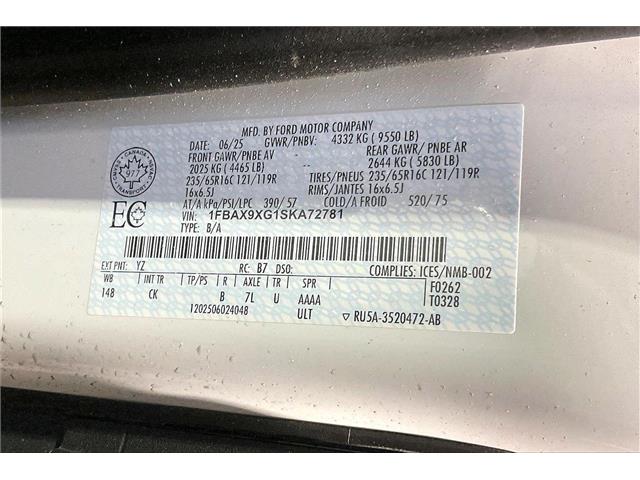 MFD. BY FORD MOTOR COMPANY
DATE: 06/25 GVWR/PNBV: 4332 KG ( 9550 LB)
FRONT GAWR/PNBE AV REAR GAWR/PNBE AR
2025 KG ( 4465 LB) 2644 KG ( 5830 LB)
235/65R16C 121/119R TIRES/PNEUS 235/65R16C 121/119R
16x6.5J RIMS/JANTES 16x6.5J
AT/A kPa/PSI/LPC 390/ 57 COLD/A FROID 520/ 75
VIN: 1FBAX9XG1SKA72781
TYPE: B/A
CANADA
977
TRANSPORT
EC
EXT PNT: YZ RC: B7 DSO: COMPLIES: ICES/NMB-002
WB INT TR TP/PS R AXLE TR SPR F0262
148 CK B 7L U AAAA T0328
1202506024048 ULT RU5A-3520472-AB